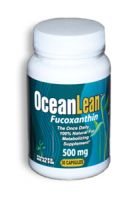 OceanLean
Fucoxanthin
The Once Daily
100% Natural Fat
Metabolizing
Supplement
500 mg
30 CAPSULES